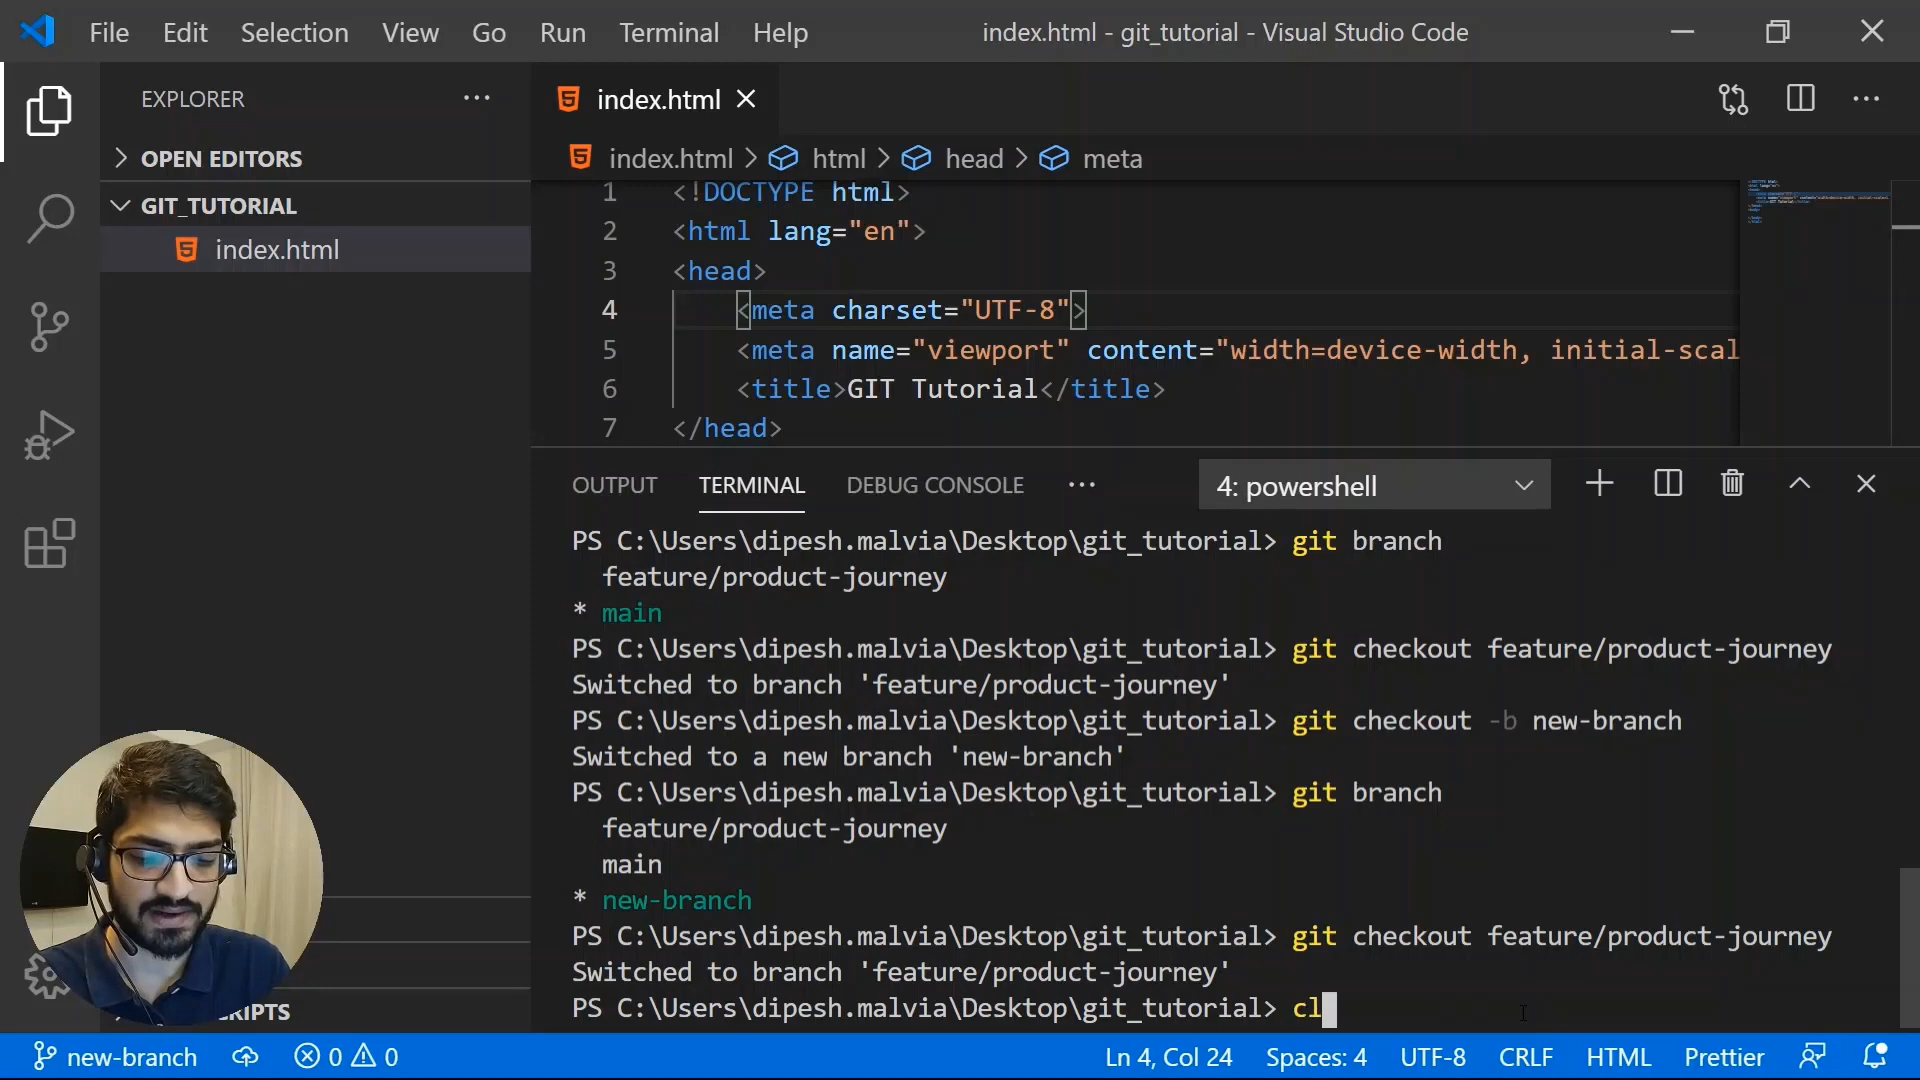 File Edit Selection View Go Run Terminal Help
index.html - git_tutorial - Visual Studio Code
EXPLORER
OPEN EDITORS
GIT_TUTORIAL
index.html
index.html
index.html > html > head > meta
1 <!DOCTYPE html>
2 <html lang="en">
3 <head>
4 <meta charset="UTF-8">
5 <meta name="viewport" content="width=device-width, initial-scal
6 <title>GIT Tutorial</title>
7 </head>
OUTPUT TERMINAL DEBUG CONSOLE
4: powershell
PS C:\Users\dipesh.malvia\Desktop\git_tutorial> git branch
feature/product-journey
* main
PS C:\Users\dipesh.malvia\Desktop\git_tutorial> git checkout feature/product-journey
Switched to branch 'feature/product-journey'
PS C:\Users\dipesh.malvia\Desktop\git_tutorial> git checkout -b new-branch
Switched to a new branch 'new-branch'
PS C:\Users\dipesh.malvia\Desktop\git_tutorial> git branch
feature/product-journey
main
* new-branch
PS C:\Users\dipesh.malvia\Desktop\git_tutorial> git checkout feature/product-journey
Switched to branch 'feature/product-journey'
PS C:\Users\dipesh.malvia\Desktop\git_tutorial> cl
new-branch 0 0
Ln 4, Col 24 Spaces: 4 UTF-8 CRLF HTML Prettier